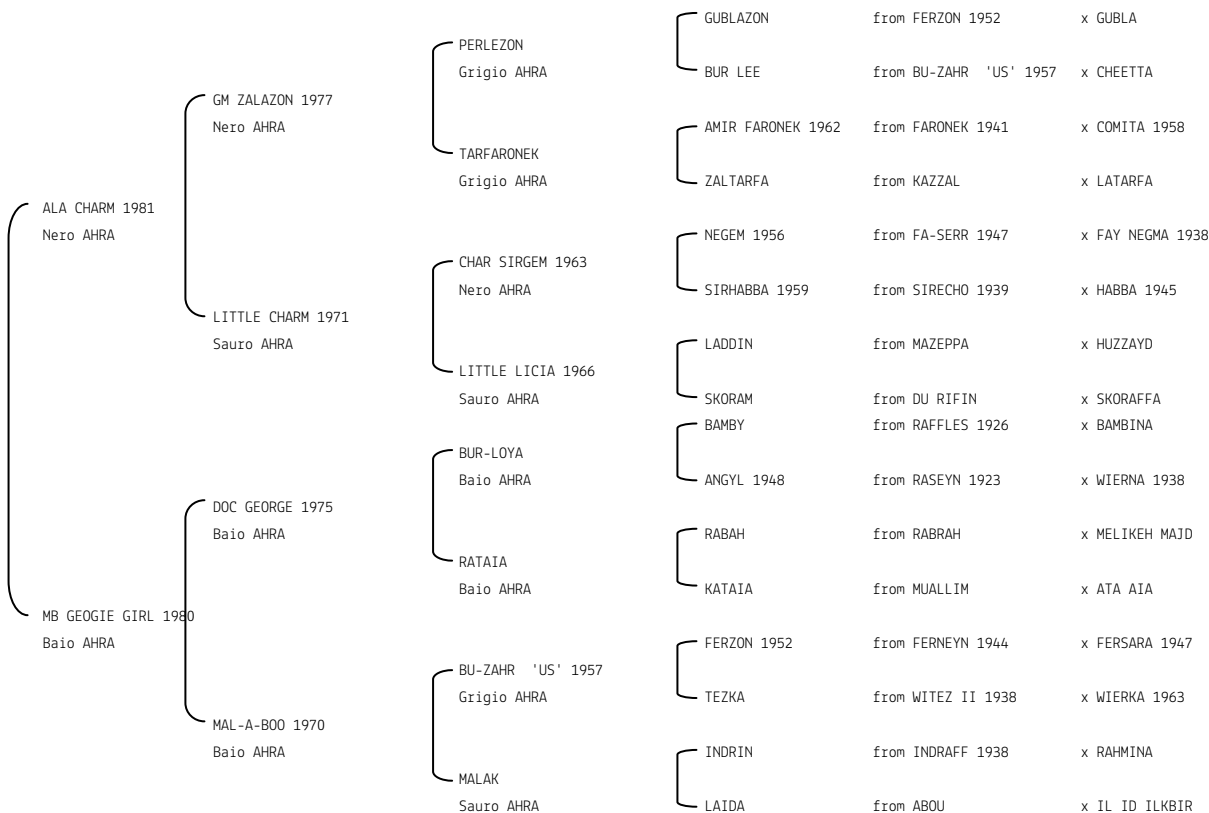 GUBLAZON from FERZON 1952 x GUBLA
PERLEZON
Grigio AHRA BUR LEE from BU-ZAHR 'US' 1957 x CHEETTA
GM ZALAZON 1977
Nero AHRA AMIR FARONEK 1962 from FARONEK 1941 x COMITA 1958
TARFARONEK
Grigio AHRA ZALTARFA from KAZZAL x LATARFA
ALA CHARM 1981
Nero AHRA NEGEM 1956 from FA-SERR 1947 x FAY NEGMA 1938
CHAR SIRGEM 1963
Nero AHRA SIRHABBA 1959 from SIRECHO 1939 x HABBA 1945
LITTLE CHARM 1971
Sauro AHRA LADDIN from MAZEPPA x HUZZAYD
LITTLE LICIA 1966
Sauro AHRA SKORAM from DU RIFIN x SKORAFFA
BAMBY from RAFFLES 1926 x BAMBINA
BUR-LOYA
Baio AHRA ANGYL 1948 from RASEYN 1923 x WIERNA 1938
DOC GEORGE 1975
Baio AHRA RABAH from RABRAH x MELIKEH MAJD
RATAIA
Baio AHRA KATAIA from MUALLIM x ATA AIA
MB GEOGIE GIRL 1980
Baio AHRA FERZON 1952 from FERNEYN 1944 x FERSARA 1947
BU-ZAHR 'US' 1957
Grigio AHRA TEZKA from WITEZ II 1938 x WIERKA 1963
MAL-A-BOO 1970
Baio AHRA INDRIN from INDRAFF 1938 x RAHMINA
MALAK
Sauro AHRA LAIDA from ABOU x IL ID ILKBIR